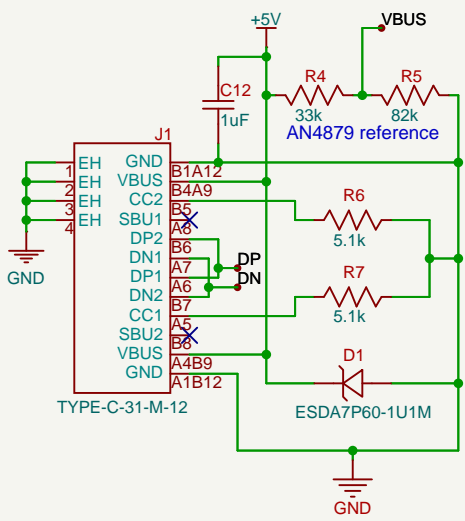 +5V
VBUS
C12
1uF
R4
33k
R5
82k
AN4879 reference
J1
EH
1
EH
2
EH
3
EH
4
GND
B1A12
VBUS
B4A9
CC2
B5
SBU1
A8
DP2
B6
DN1
A7
DP1
A6
DN2
B7
CC1
A5
SBU2
B8
VBUS
A4B9
GND
A1B12
TYPE-C-31-M-12
GND
DP
DN
R6
5.1k
R7
5.1k
D1
ESDA7P60-1U1M
GND